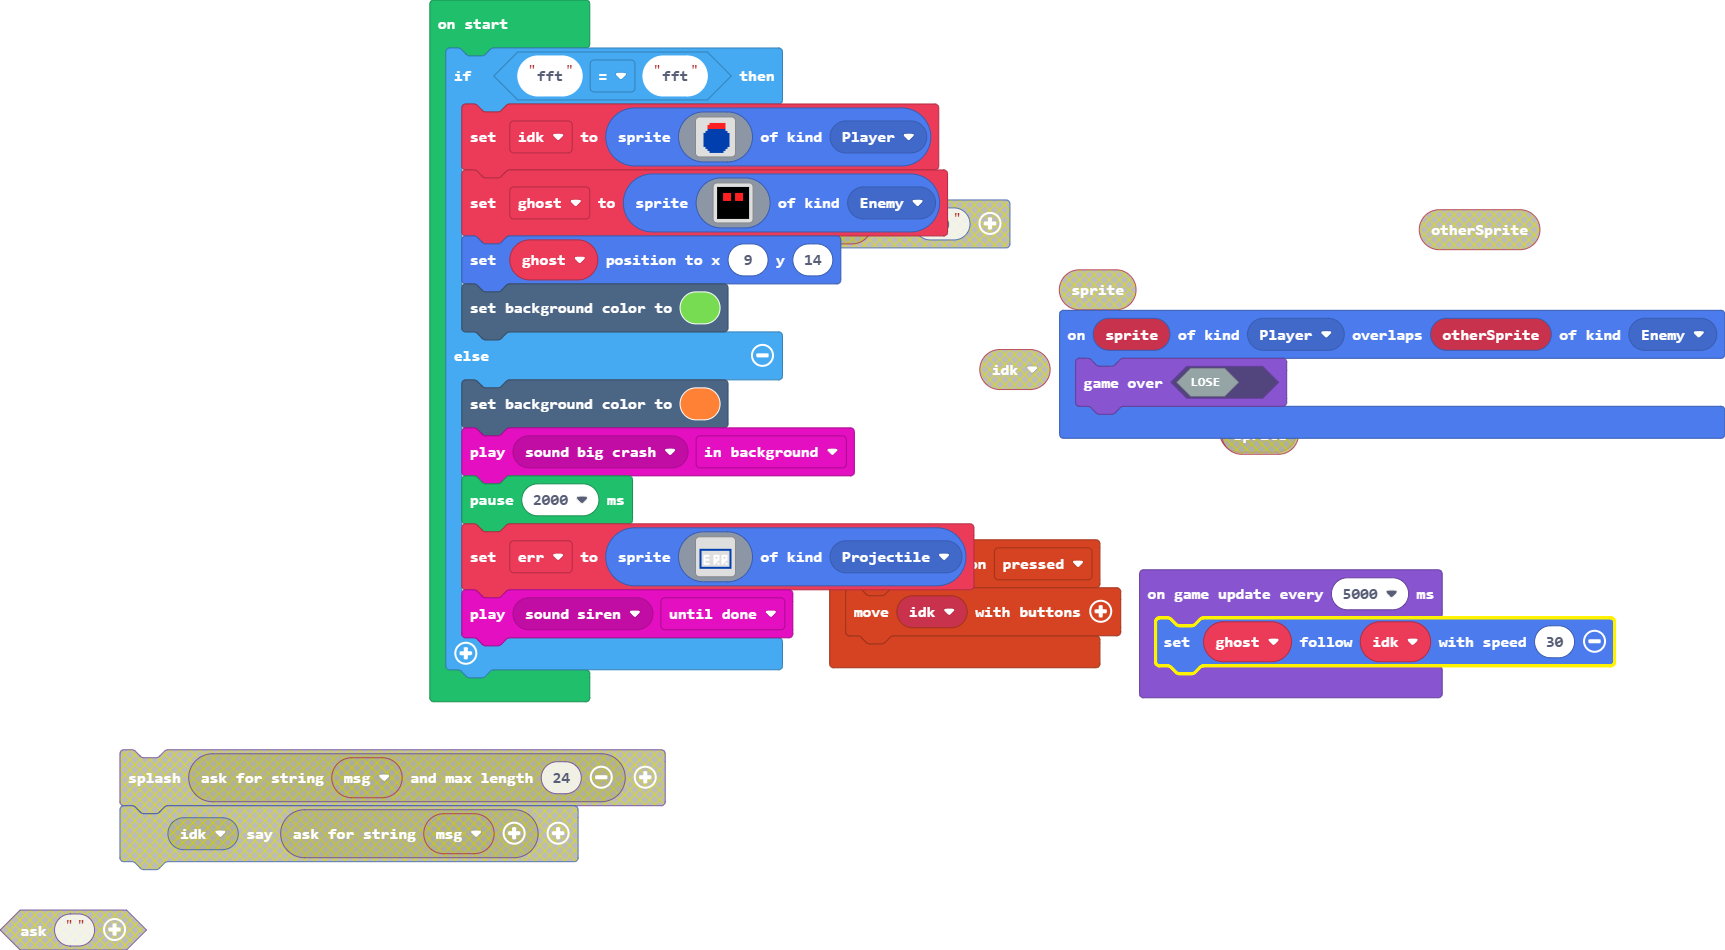 on start
if "fft" = "fft" then
set idk to sprite of kind Player
set ghost to sprite of kind Enemy
"
set ghost position to x 9 y 14
set background color to
else
set background color to
play sound big crash in background
pause 2000 ms
set err to sprite ERR of kind Projectile
play sound siren until done
pressed
move idk with buttons
otherSprite
sprite
on sprite of kind Player overlaps otherSprite of kind Enemy
idk
game over LOSE
on game update every 5000 ms
set ghost follow idk with speed 30
splash ask for string msg and max length 24
idk say ask for string msg
ask " "